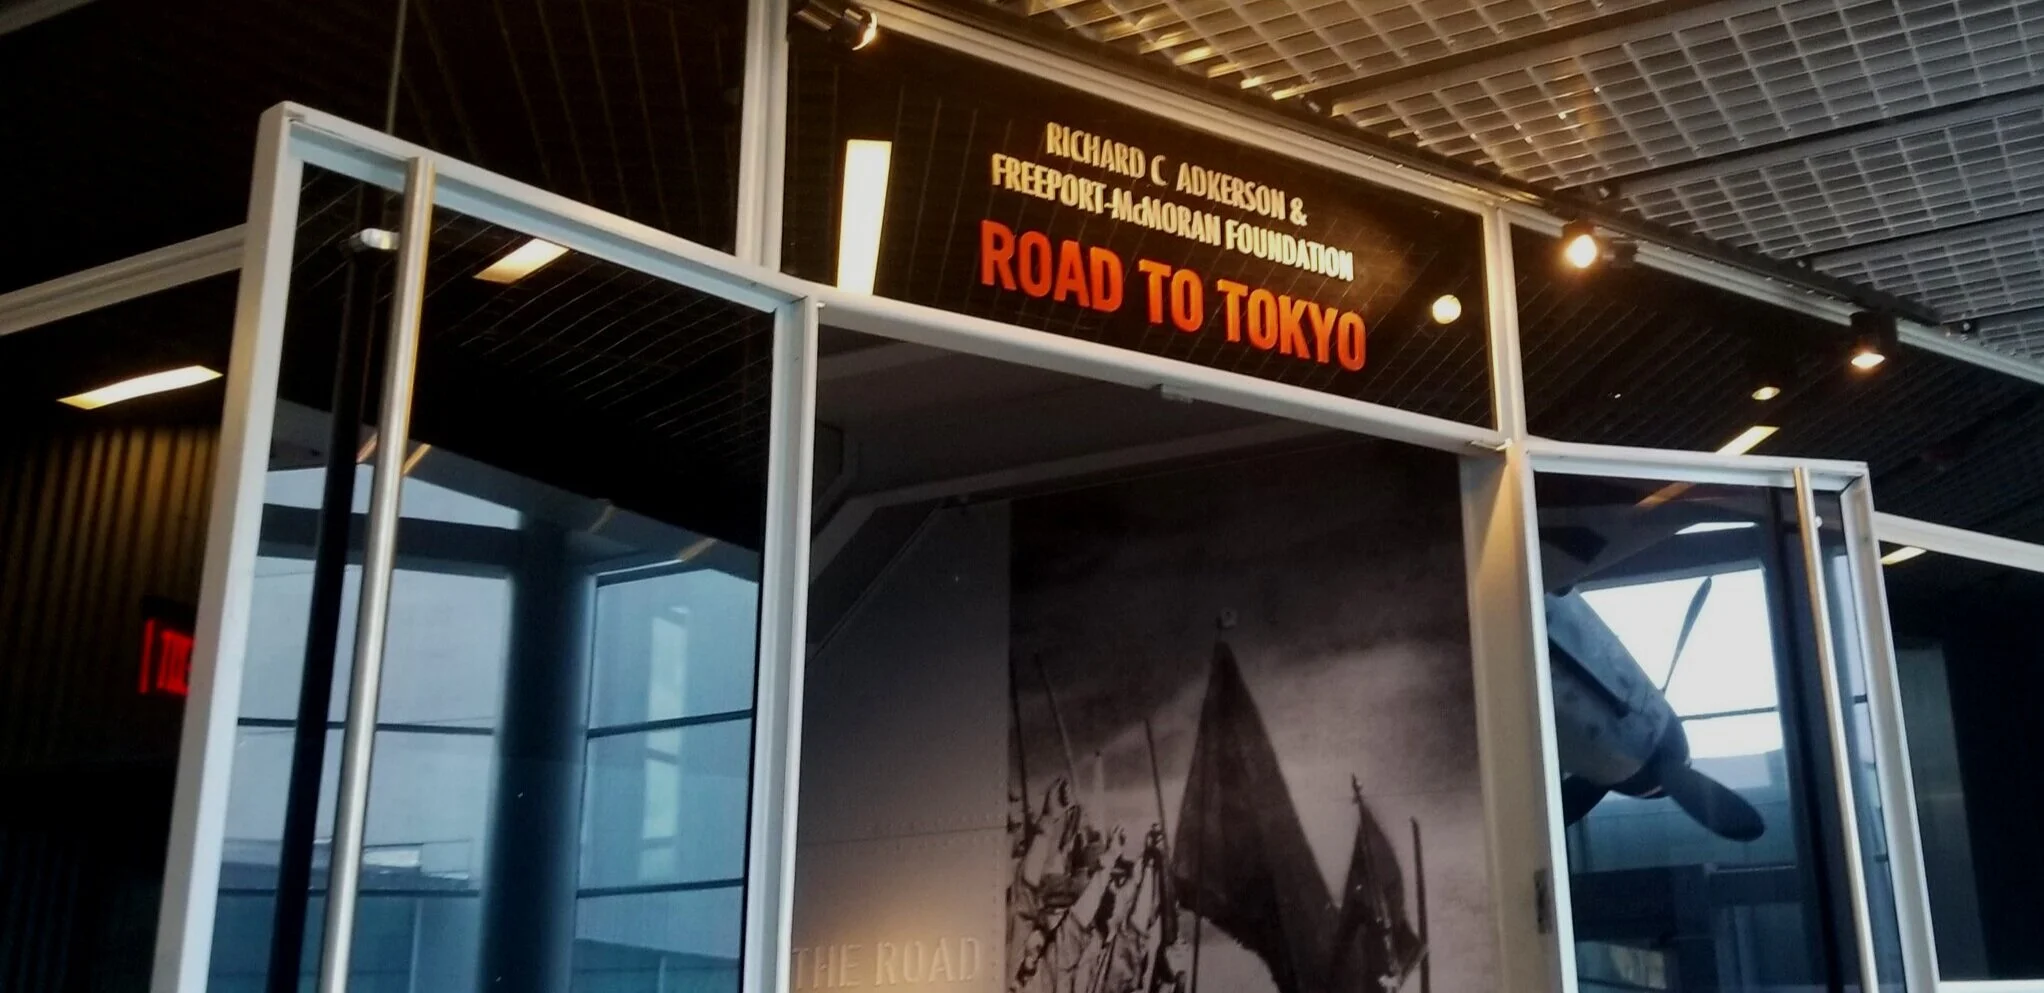 RICHARD C ADKERSON &
FREEPORT-McMORAN FOUNDATION
ROAD TO TOKYO
THE ROAD